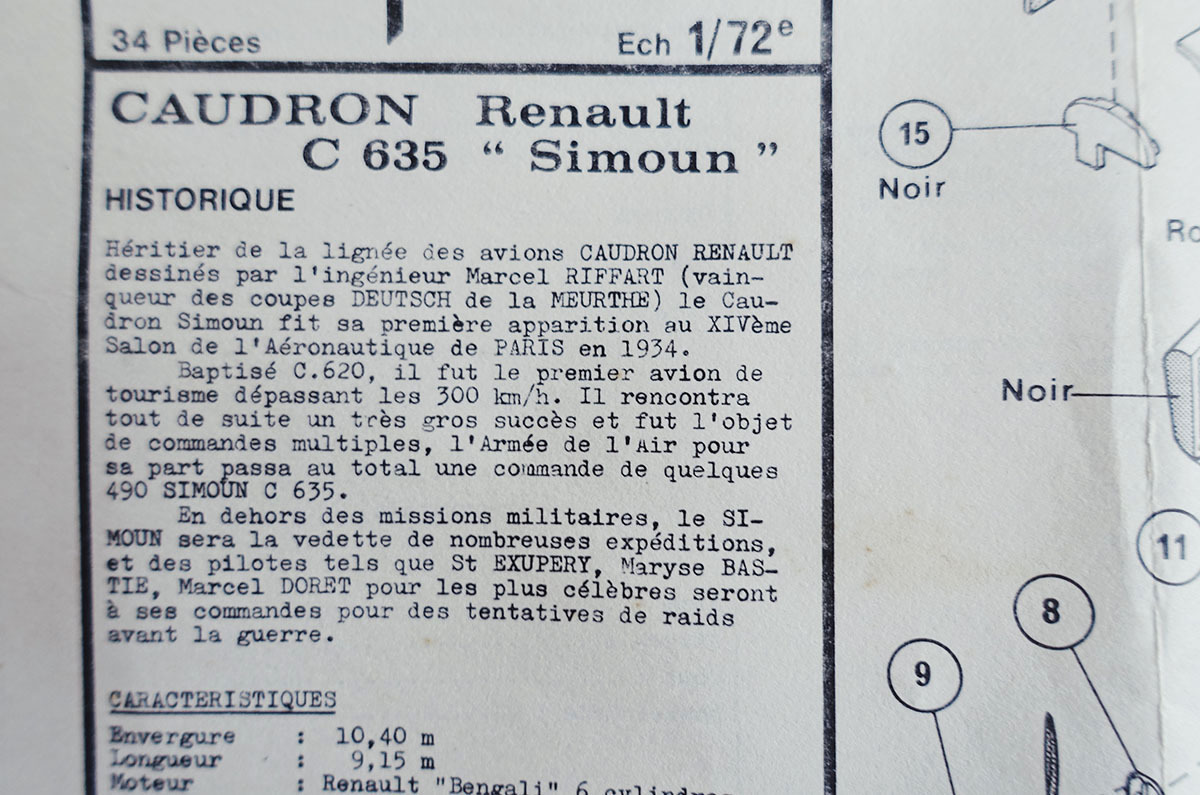 34 Pièces
Ech 1/72e
CAUDRON Renault
C 635 “ Simoun ”
HISTORIQUE
Héritier de la lignée des avions CAUDRON RENAULT
dessinés par l'ingénieur Marcel RIFFART (vain-
queur des coupes DEUTSCH de la MEURTHE) le Cau-
dron Simoun fit sa première apparition au XIVème
Salon de l'Aéronautique de PARIS en 1934.
Baptisé C.620, il fut le premier avion de
tourisme dépassant les 300 km/h. Il rencontra
tout de suite un très gros succès et fut l'objet
de commandes multiples, l'Armée de l'Air pour
sa part passa au total une commande de quelques
490 SIMOUN C 635.
En dehors des missions militaires, le SI-
MOUN sera la vedette de nombreuses expéditions,
et des pilotes tels que St EXUPERY, Maryse BAS-
TIE, Marcel DORET pour les plus célèbres seront
à ses commandes pour des tentatives de raids
avant la guerre.
CARACTERISTIQUES
Envergure : 10,40 m
Longueur : 9,15 m
Moteur : Renault "Bengali" 6 cylindres
15
Noir
Noir
11
8
9